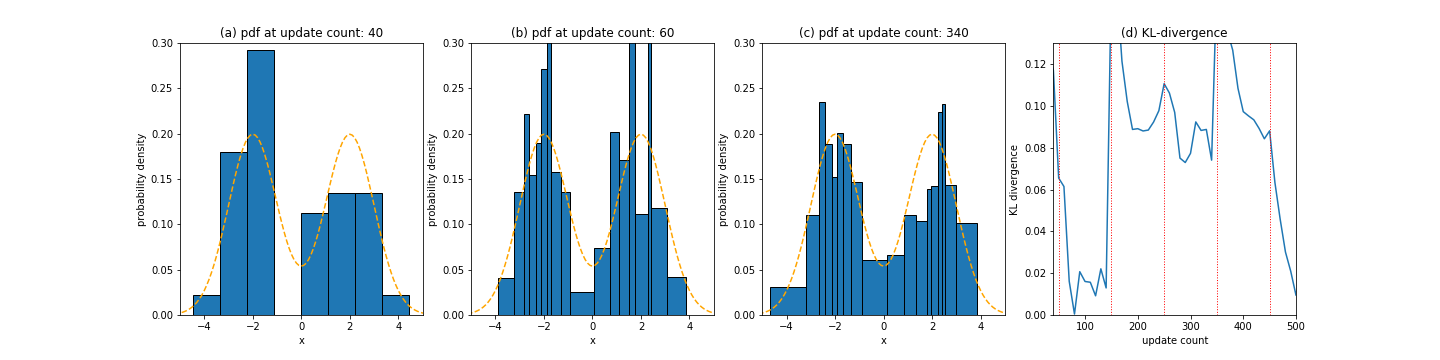 (a) pdf at update count: 40
0.30
0.25
0.20
0.15
0.10
0.05
0.00
probability density
−4 −2 0 2 4
x
(b) pdf at update count: 60
0.30
0.25
0.20
0.15
0.10
0.05
0.00
probability density
−4 −2 0 2 4
x
(c) pdf at update count: 340
0.30
0.25
0.20
0.15
0.10
0.05
0.00
probability density
−4 −2 0 2 4
x
(d) KL-divergence
0.12
0.10
0.08
0.06
0.04
0.02
0.00
KL divergence
100 200 300 400 500
update count